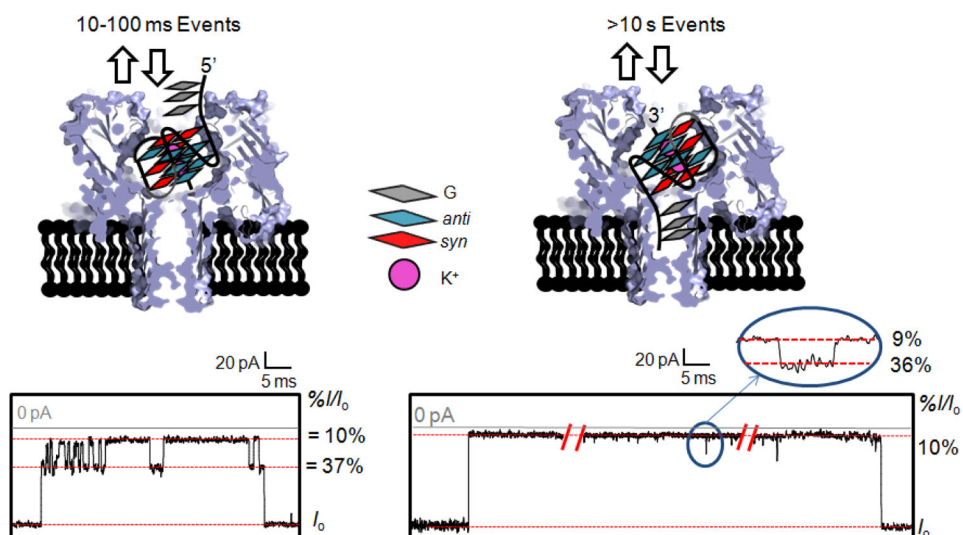 10-100 ms Events
>10 s Events
5’
3’
G
anti
syn
K⁺
20 pA
5 ms
20 pA
5 ms
9%
36%
0 pA
%I/Iₒ
= 10%
= 37%
Iₒ
0 pA
%I/Iₒ
10%
Iₒ